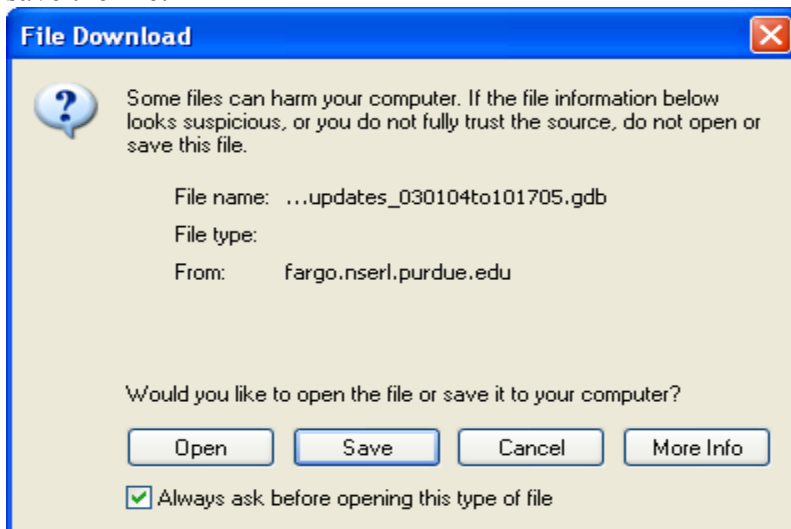 File Download
Some files can harm your computer. If the file information below
looks suspicious, or you do not fully trust the source, do not open or
save this file.
File name: ...updates_030104to101705.gdb
File type:
From: fargo.nserl.purdue.edu
Would you like to open the file or save it to your computer?
Open Save Cancel More Info
Always ask before opening this type of file